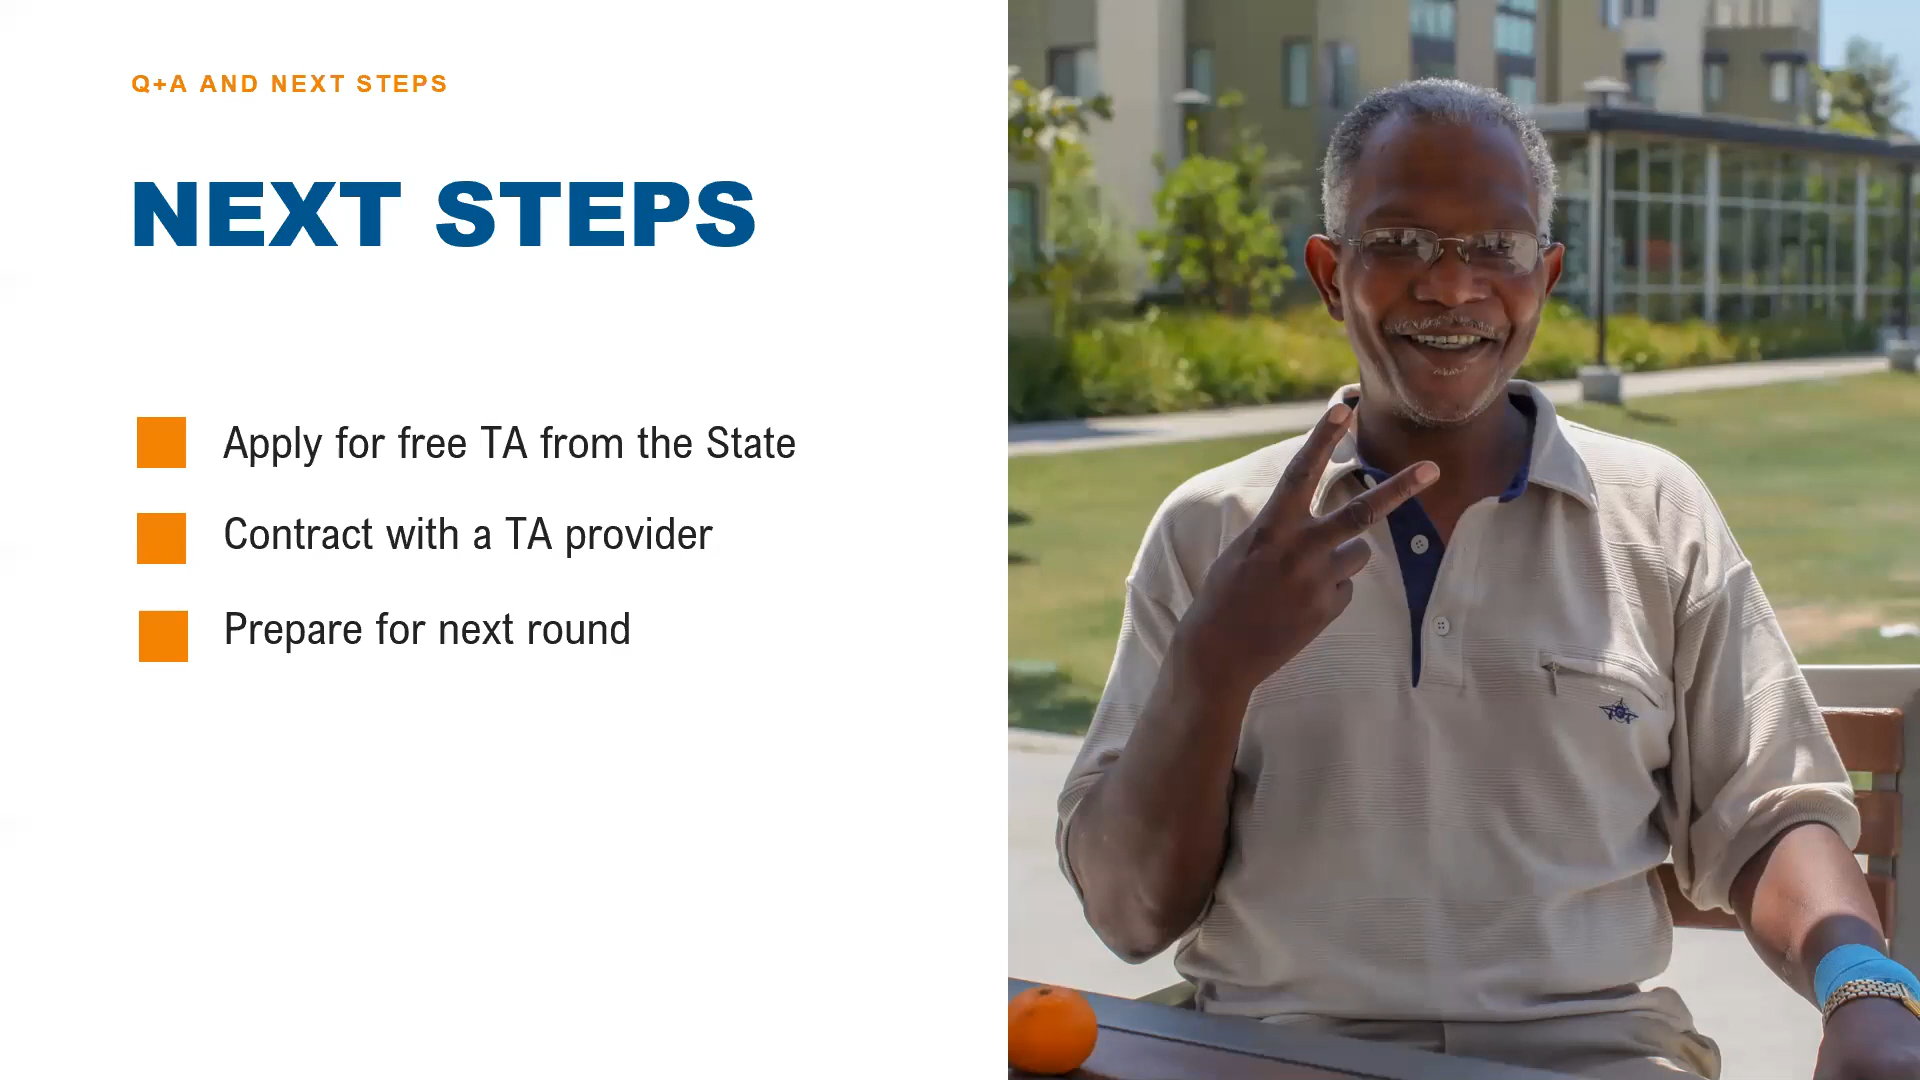 Q+A AND NEXT STEPS
NEXT STEPS
Apply for free TA from the State
Contract with a TA provider
Prepare for next round